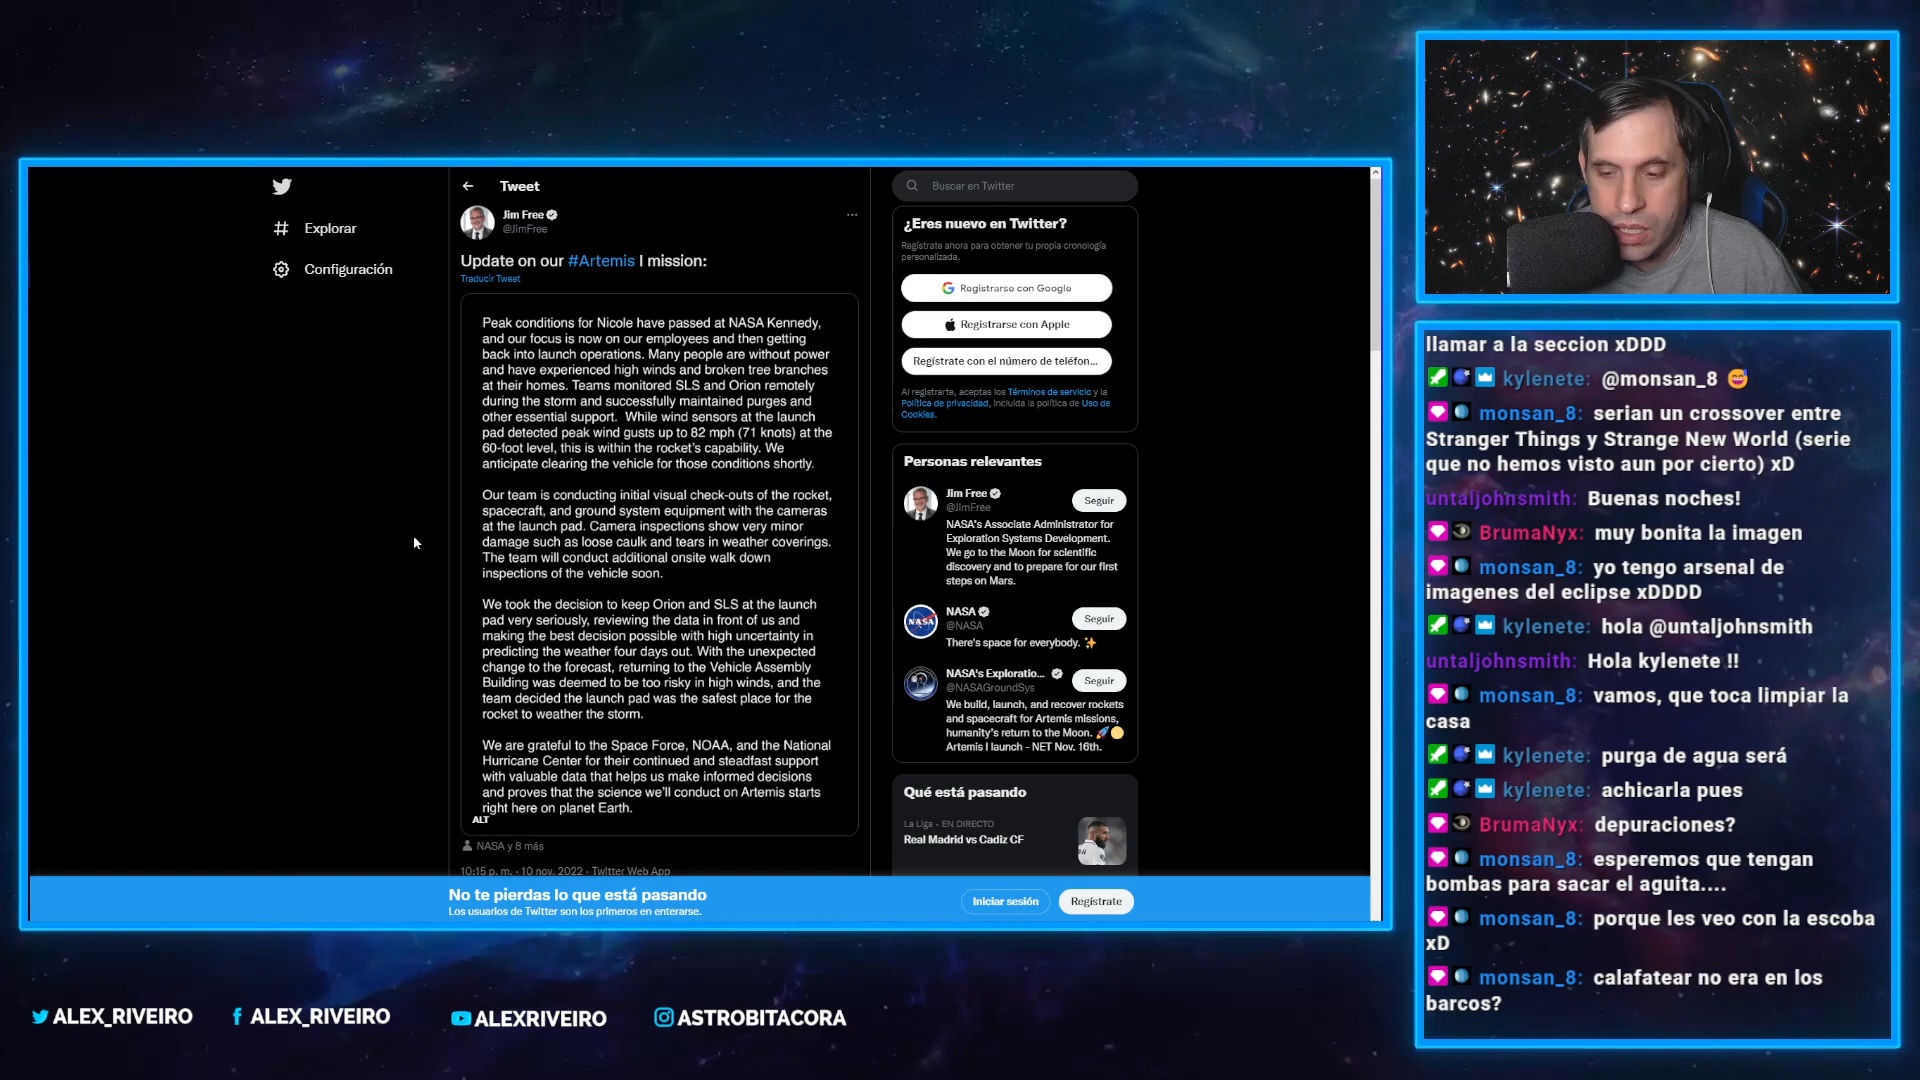 Explorar
Configuración
Tweet
Jim Free
@JimFree
Update on our #Artemis I mission:
Traducir Tweet
Peak conditions for Nicole have passed at NASA Kennedy,
and our focus is now on our employees and then getting
back into launch operations. Many people are without power
and have experienced high winds and broken tree branches
at their homes. Teams monitored SLS and Orion remotely
during the storm and successfully maintained purges and
other essential support.  While wind sensors at the launch
pad detected peak wind gusts up to 82 mph (71 knots) at the
60-foot level, this is within the rocket's capability. We
anticipate clearing the vehicle for those conditions shortly.
Our team is conducting initial visual check-outs of the rocket,
spacecraft, and ground system equipment with the cameras
at the launch pad. Camera inspections show very minor
damage such as loose caulk and tears in weather coverings.
The team will conduct additional onsite walk down
inspections of the vehicle soon.
We took the decision to keep Orion and SLS at the launch
pad very seriously, reviewing the data in front of us and
making the best decision possible with high uncertainty in
predicting the weather four days out. With the unexpected
change to the forecast, returning to the Vehicle Assembly
Building was deemed to be too risky in high winds, and the
team decided the launch pad was the safest place for the
rocket to weather the storm.
We are grateful to the Space Force, NOAA, and the National
Hurricane Center for their continued and steadfast support
with valuable data that helps us make informed decisions
and proves that the science we'll conduct on Artemis starts
right here on planet Earth.
ALT
NASA y 8 más
10:15 p. m. · 10 nov. 2022 · Twitter Web App
Buscar en Twitter
¿Eres nuevo en Twitter?
Regístrate ahora para obtener tu propia cronología
personalizada.
Registrarse con Google
Registrarse con Apple
Regístrate con el número de teléfon...
Al registrarte, aceptas los Términos de servicio y la
Política de privacidad, incluida la política de Uso de
Cookies.
Personas relevantes
Jim Free
@JimFree
Seguir
NASA's Associate Administrator for
Exploration Systems Development.
We go to the Moon for scientific
discovery and to prepare for our first
steps on Mars.
NASA
NASA
@NASA
Seguir
There's space for everybody. ✨
NASA's Exploratio...
@NASAGroundSys
Seguir
We build, launch, and recover rockets
and spacecraft for Artemis missions,
humanity's return to the Moon. 🚀🌕
Artemis I launch - NET Nov. 16th.
Qué está pasando
La Liga · EN DIRECTO
Real Madrid vs Cadiz CF
No te pierdas lo que está pasando
Los usuarios de Twitter son los primeros en enterarse.
Iniciar sesión
Regístrate
llamar a la seccion xDDD
kylenete: @monsan_8 😅
monsan_8: serian un crossover entre
Stranger Things y Strange New World (serie
que no hemos visto aun por cierto) xD
untaljohnsmith: Buenas noches!
BrumaNyx: muy bonita la imagen
monsan_8: yo tengo arsenal de
imagenes del eclipse xDDDD
kylenete: hola @untaljohnsmith
untaljohnsmith: Hola kylenete !!
monsan_8: vamos, que toca limpiar la
casa
kylenete: purga de agua será
kylenete: achicarla pues
BrumaNyx: depuraciones?
monsan_8: esperemos que tengan
bombas para sacar el aguita....
monsan_8: porque les veo con la escoba
xD
monsan_8: calafatear no era en los
barcos?
ALEX_RIVEIRO
ALEX_RIVEIRO
ALEXRIVEIRO
ASTROBITACORA